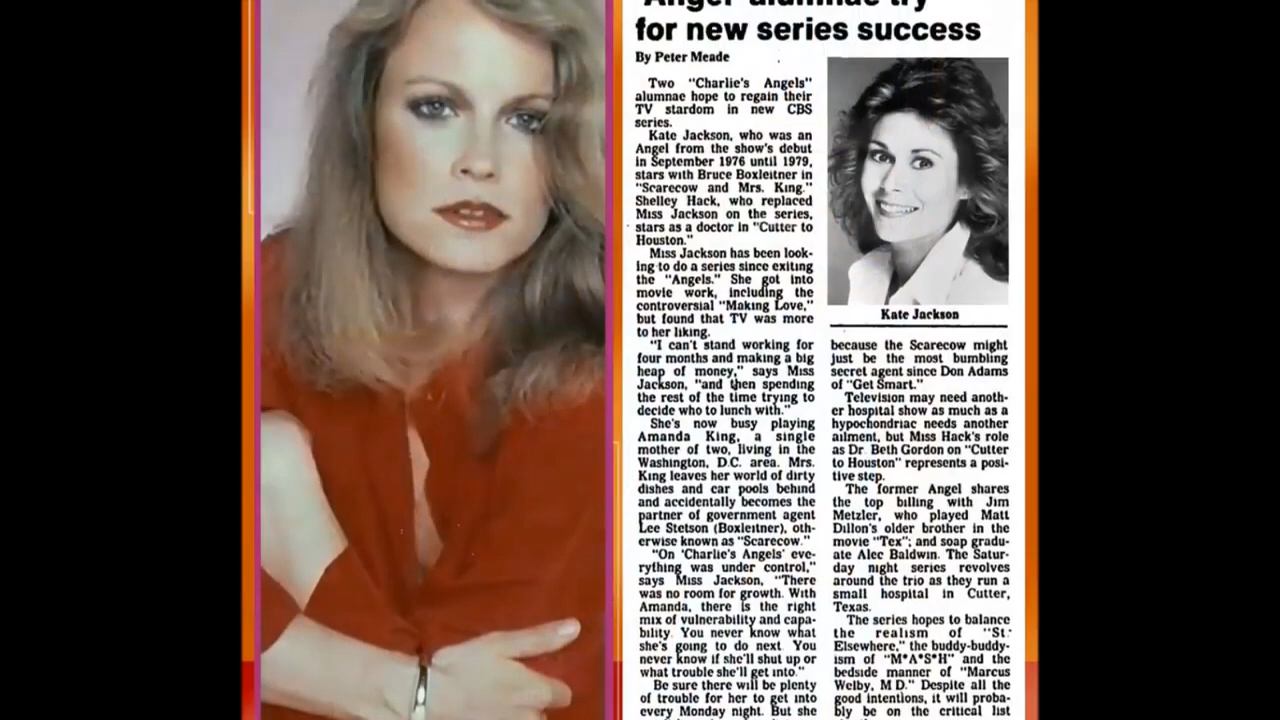 'Angel' alumnae try
for new series success
By Peter Meade
Two "Charlie's Angels"
alumnae hope to regain their
TV stardom in new CBS
series.
Kate Jackson, who was an
Angel from the show's debut
in September 1976 until 1979,
stars with Bruce Boxleitner in
"Scarecow and Mrs. King."
Shelley Hack, who replaced
Miss Jackson on the series,
stars as a doctor in "Cutter to
Houston."
Miss Jackson has been look-
ing to do a series since exiting
the "Angels." She got into
movie work, including the
controversial "Making Love,"
but found that TV was more
to her liking.
"I can't stand working for
four months and making a big
heap of money," says Miss
Jackson, "and then spending
the rest of the time trying to
decide who to lunch with."
She's now busy playing
Amanda King, a single
mother of two, living in the
Washington, D.C. area. Mrs.
King leaves her world of dirty
dishes and car pools behind
and accidentally becomes the
partner of government agent
Lee Stetson (Boxleitner), oth-
erwise known as "Scarecow."
"On 'Charlie's Angels' eve-
rything was under control,"
says Miss Jackson, "There
was no room for growth. With
Amanda, there is the right
mix of vulnerability and capa-
bility. You never know what
she's going to do next. You
never know if she'll shut up or
what trouble she'll get into."
Be sure there will be plenty
of trouble for her to get into
every Monday night. But she
Kate Jackson
because the Scarecow might
just be the most bumbling
secret agent since Don Adams
of "Get Smart."
Television may need anoth-
er hospital show as much as a
hypochondriac needs another
ailment, but Miss Hack's role
as Dr. Beth Gordon on "Cutter
to Houston" represents a posi-
tive step.
The former Angel shares
the top billing with Jim
Metzler, who played Matt
Dillon's older brother in the
movie "Tex"; and soap gradu-
ate Alec Baldwin. The Satur-
day night series revolves
around the trio as they run a
small hospital in Cutter,
Texas.
The series hopes to balance
the realism of "St.
Elsewhere," the buddy-buddy-
ism of "M*A*S*H" and the
bedside manner of "Marcus
Welby, M.D." Despite all the
good intentions, it will proba-
bly be on the critical list